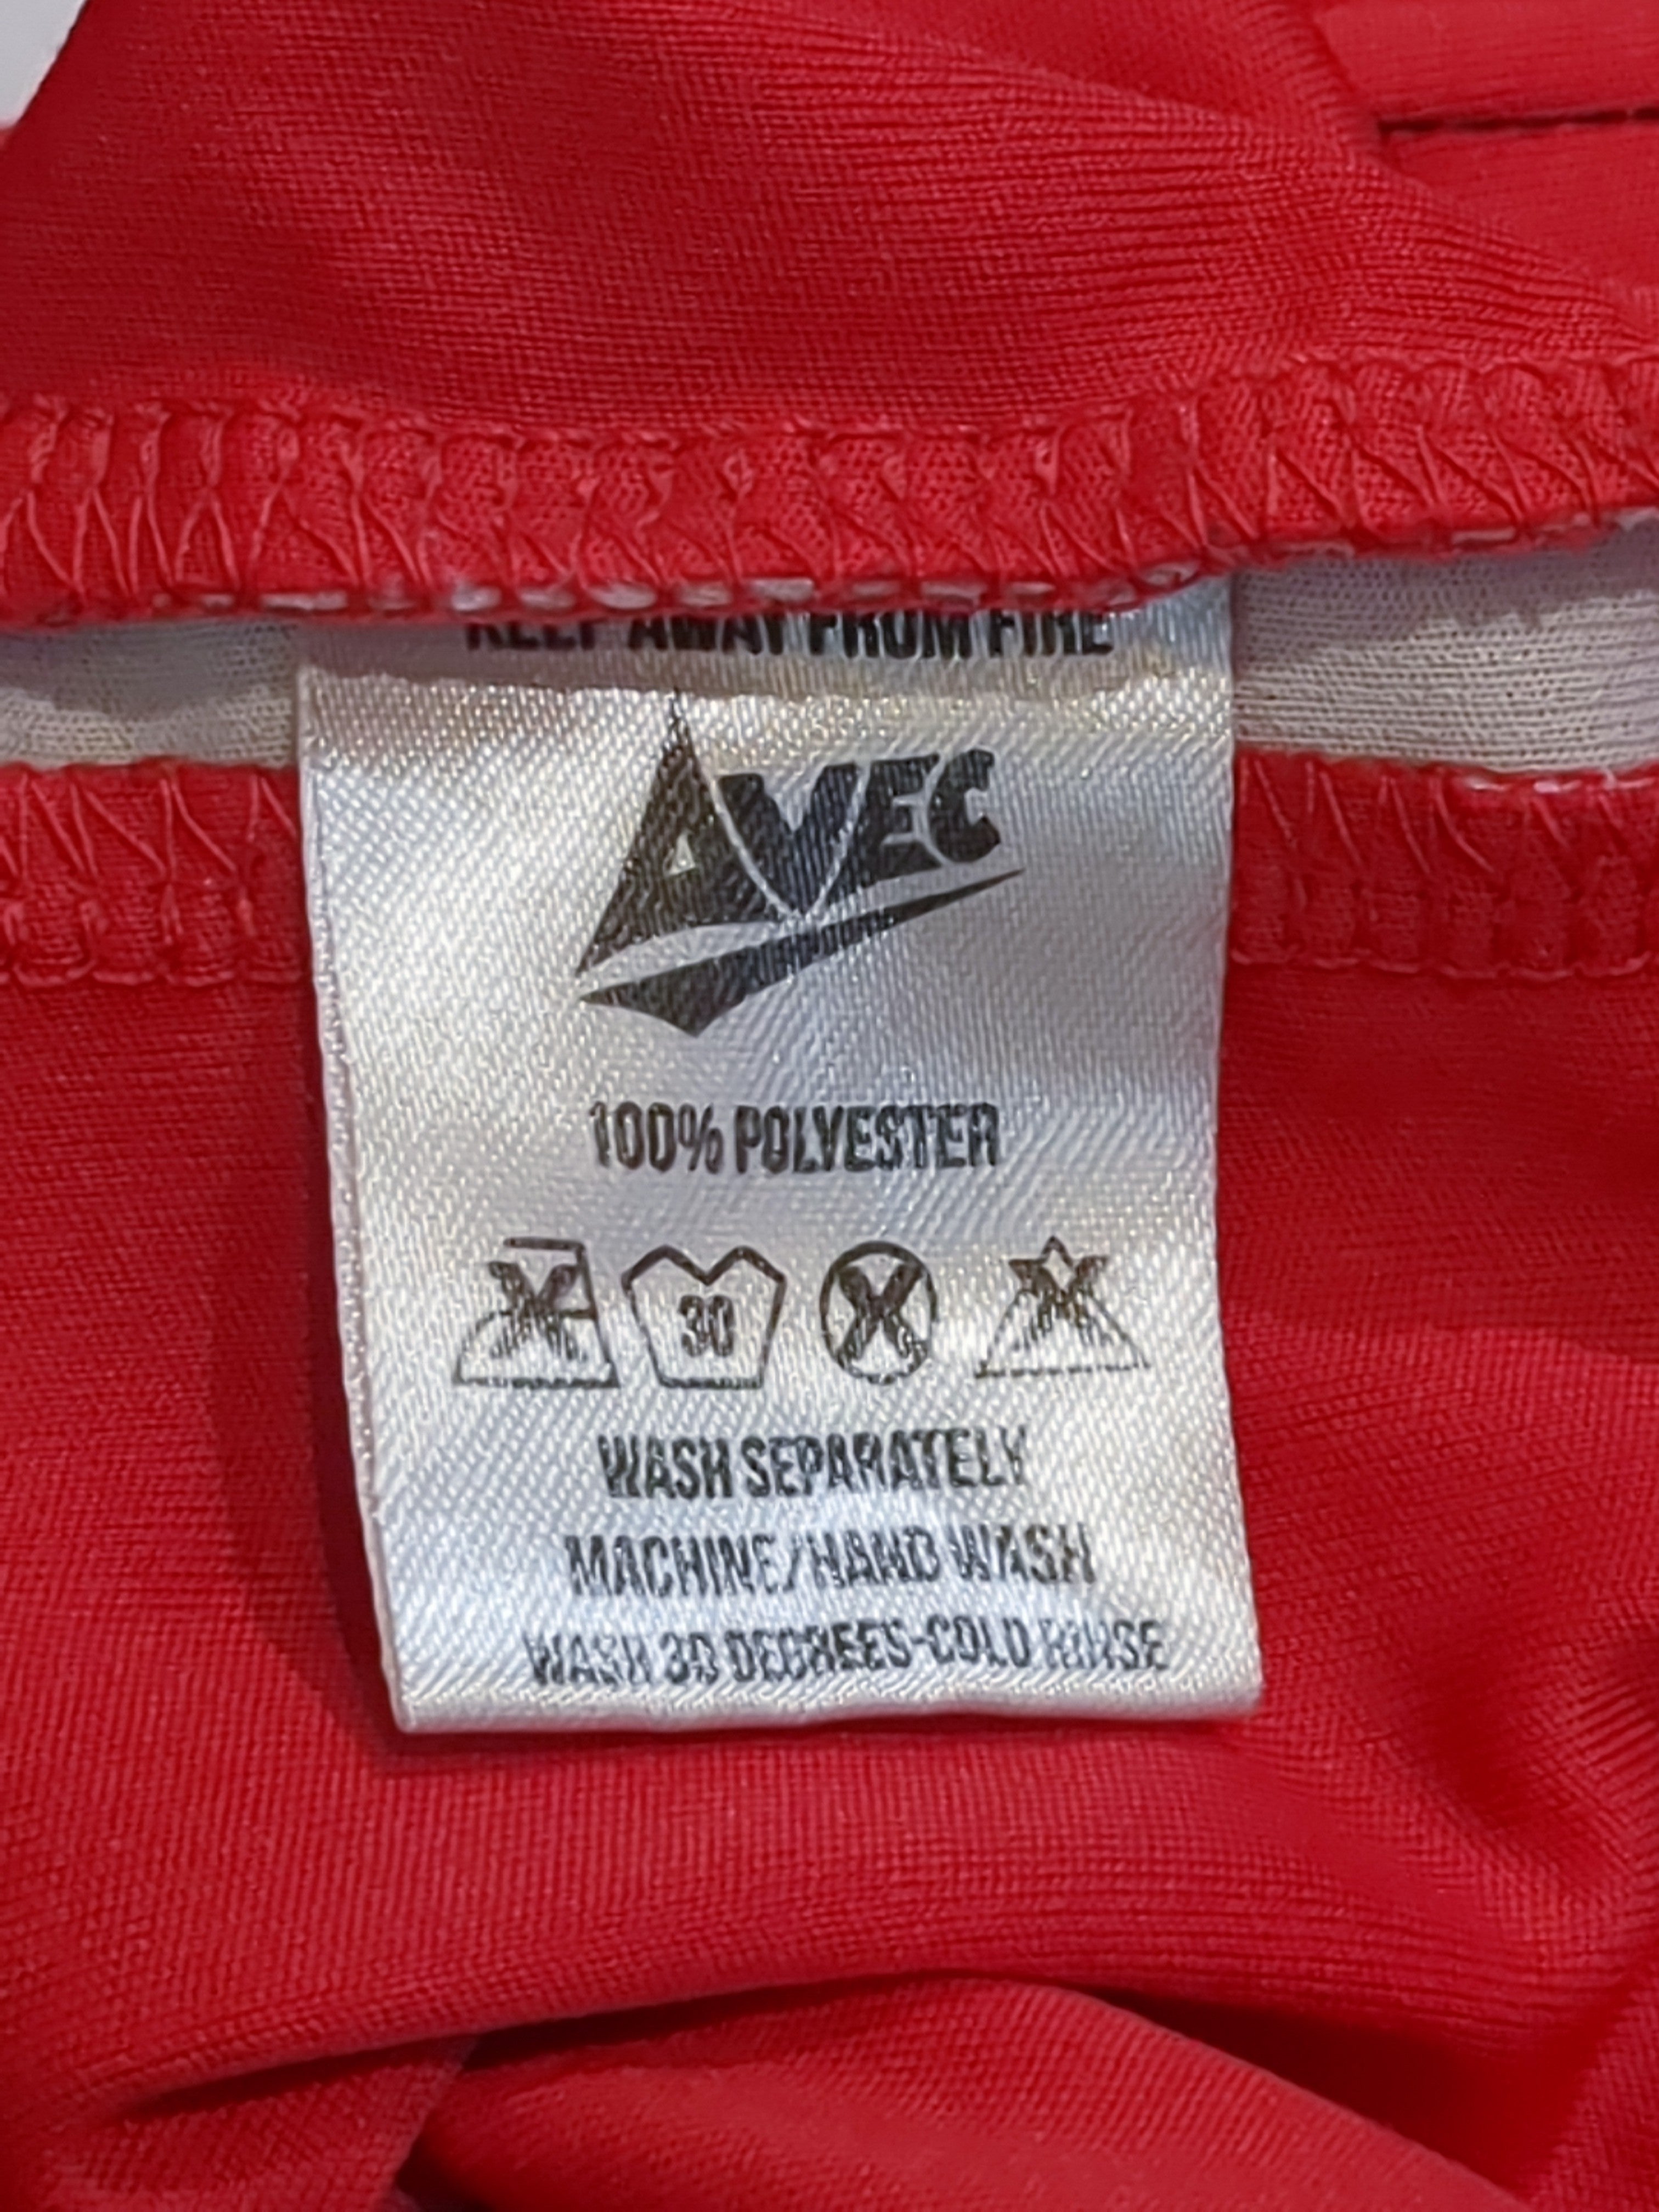 KEEP AWAY FROM FIRE
AVEC
100% POLYESTER
30
WASH SEPARATELY
MACHINE/HAND WASH
WASH 30 DEGREES-COLD RINSE